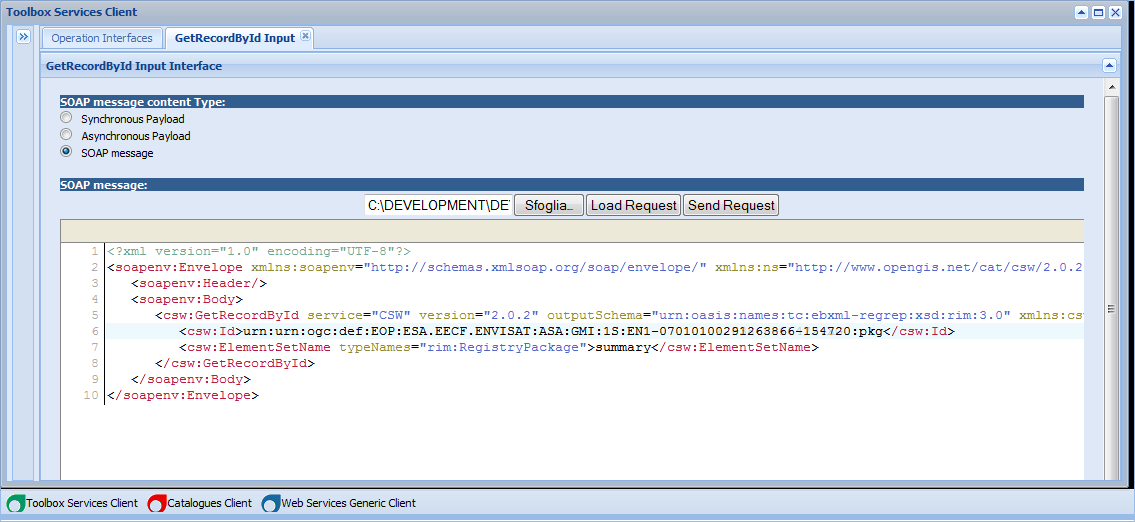 Toolbox Services Client
Operation Interfaces GetRecordById Input
GetRecordById Input Interface
SOAP message content Type:
Synchronous Payload
Asynchronous Payload
SOAP message
SOAP message:
C:\DEVELOPMENT\DE Sfoglia... Load Request Send Request
1 <?xml version="1.0" encoding="UTF-8"?>
2 <soapenv:Envelope xmlns:soapenv="http://schemas.xmlsoap.org/soap/envelope/" xmlns:ns="http://www.opengis.net/cat/csw/2.0.2
3 <soapenv:Header/>
4 <soapenv:Body>
5 <csw:GetRecordById service="CSW" version="2.0.2" outputSchema="urn:oasis:names:tc:ebxml-regrep:xsd:rim:3.0" xmlns:cs
6 <csw:Id>urn:urn:ogc:def:EOP:ESA.EECF.ENVISAT:ASA:GMI:1S:EN1-07010100291263866-154720:pkg</csw:Id>
7 <csw:ElementSetName typeNames="rim:RegistryPackage">summary</csw:ElementSetName>
8 </csw:GetRecordById>
9 </soapenv:Body>
10 </soapenv:Envelope>
Toolbox Services Client Catalogues Client Web Services Generic Client